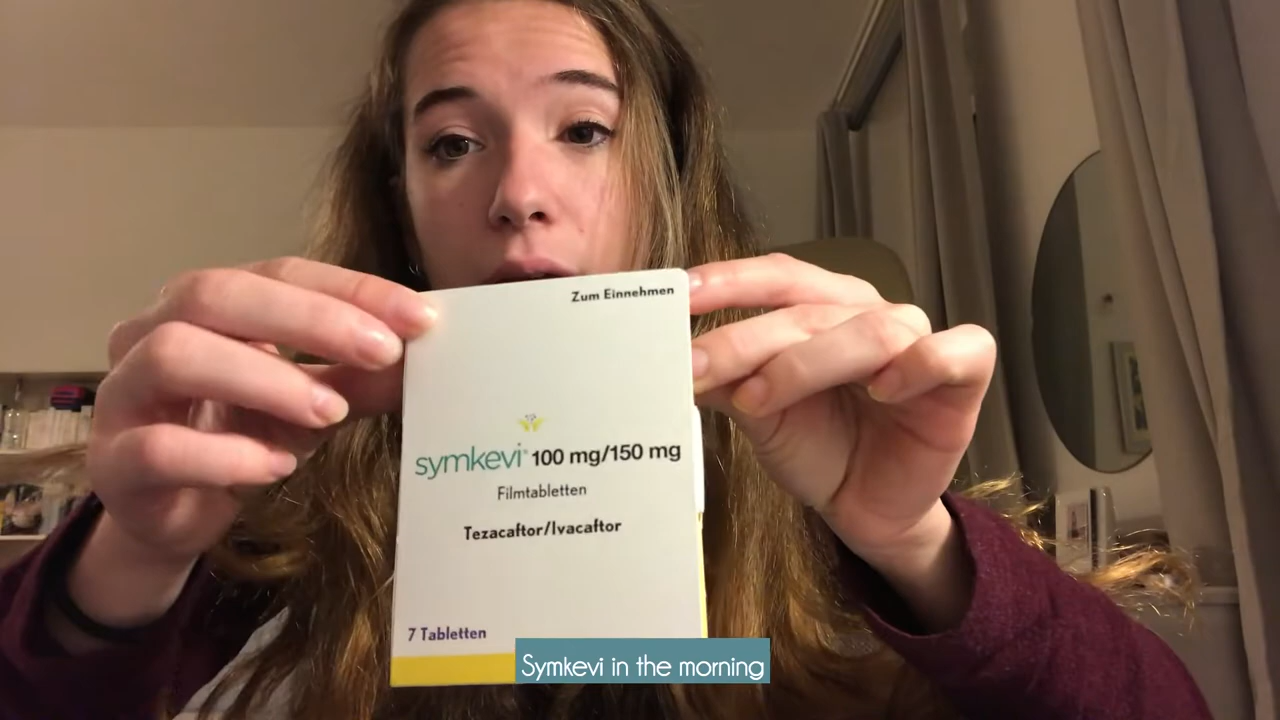 Zum Einnehmen
symkevi® 100 mg/150 mg
Filmtabletten
Tezacaftor/Ivacaftor
7 Tabletten
Symkevi in the morning